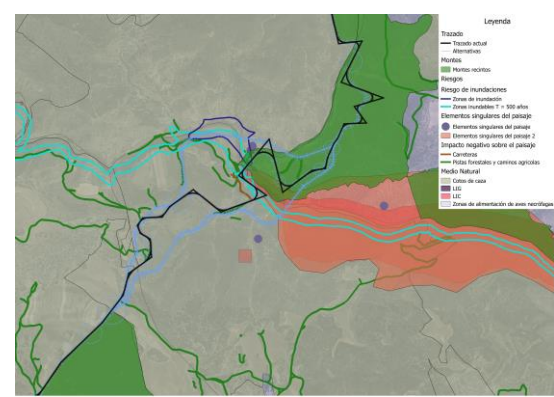 Leyenda
Trazado
Trazado actual
Alternativas
Montes
Montes recintos
Riesgos
Riesgo de inundaciones
Zonas de inundación
Zonas inundables T = 500 años
Elementos singulares del paisaje
Elementos singulares del paisaje
Elementos singulares del paisaje 2
Impacto negativo sobre el paisaje
Carreteras
Pistas forestales y caminos agrícolas
Medio Natural
Cotos de caza
LIG
LIC
Zonas de alimentación de aves necrófagas